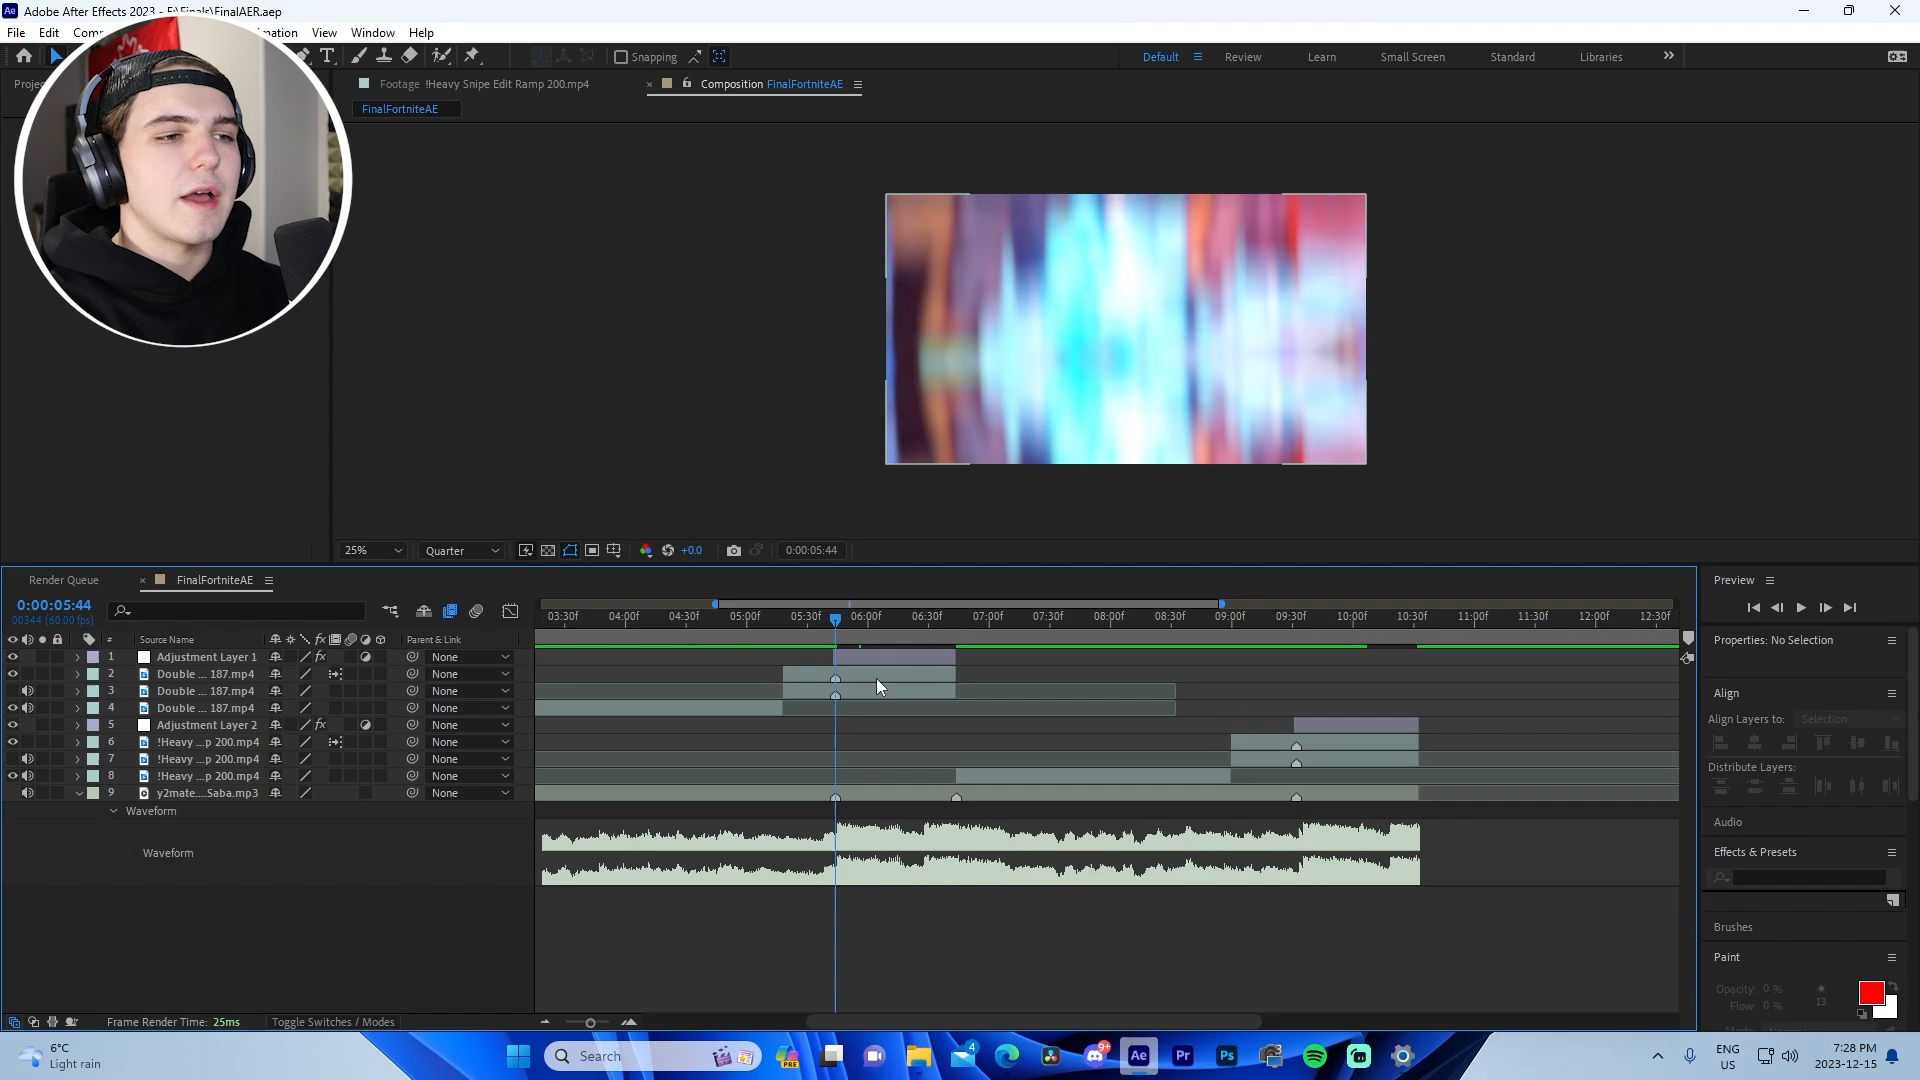 Adobe After Effects 2023 - F:\Finals\FinalAER.aep
File Edit Com mation View Window Help
Snapping
Default Review Learn Small Screen Standard Libraries
Proje
Footage !Heavy Snipe Edit Ramp 200.mp4
Composition FinalFortniteAE
FinalFortniteAE
25% Quarter +0.0 0:00:05:44
Render Queue FinalFortniteAE
0:00:05:44
00344 (60.00 fps)
03:30f 04:00f 04:30f 05:00f 05:30f 06:00f 06:30f 07:00f 07:30f 08:00f 08:30f 09:00f 09:30f 10:00f 10:30f 11:00f 11:30f 12:00f 12:30f
# Source Name fx Parent & Link
1 Adjustment Layer 1 fx None
2 Double ... 187.mp4 None
3 Double ... 187.mp4 None
4 Double ... 187.mp4 None
5 Adjustment Layer 2 fx None
6 !Heavy ...p 200.mp4 None
7 !Heavy ...p 200.mp4 None
8 !Heavy ...p 200.mp4 None
9 y2mate....Saba.mp3 None
Waveform
Waveform
Frame Render Time: 25ms Toggle Switches / Modes
Preview
Properties: No Selection
Align
Align Layers to: Selection
Distribute Layers:
Audio
Effects & Presets
Brushes
Paint
Opacity: 0 %
Flow: 0 %
13
6°C
Light rain
Search
PRE
4
9+
Ae
Pr
Ps
ENG
US
7:28 PM
2023-12-15